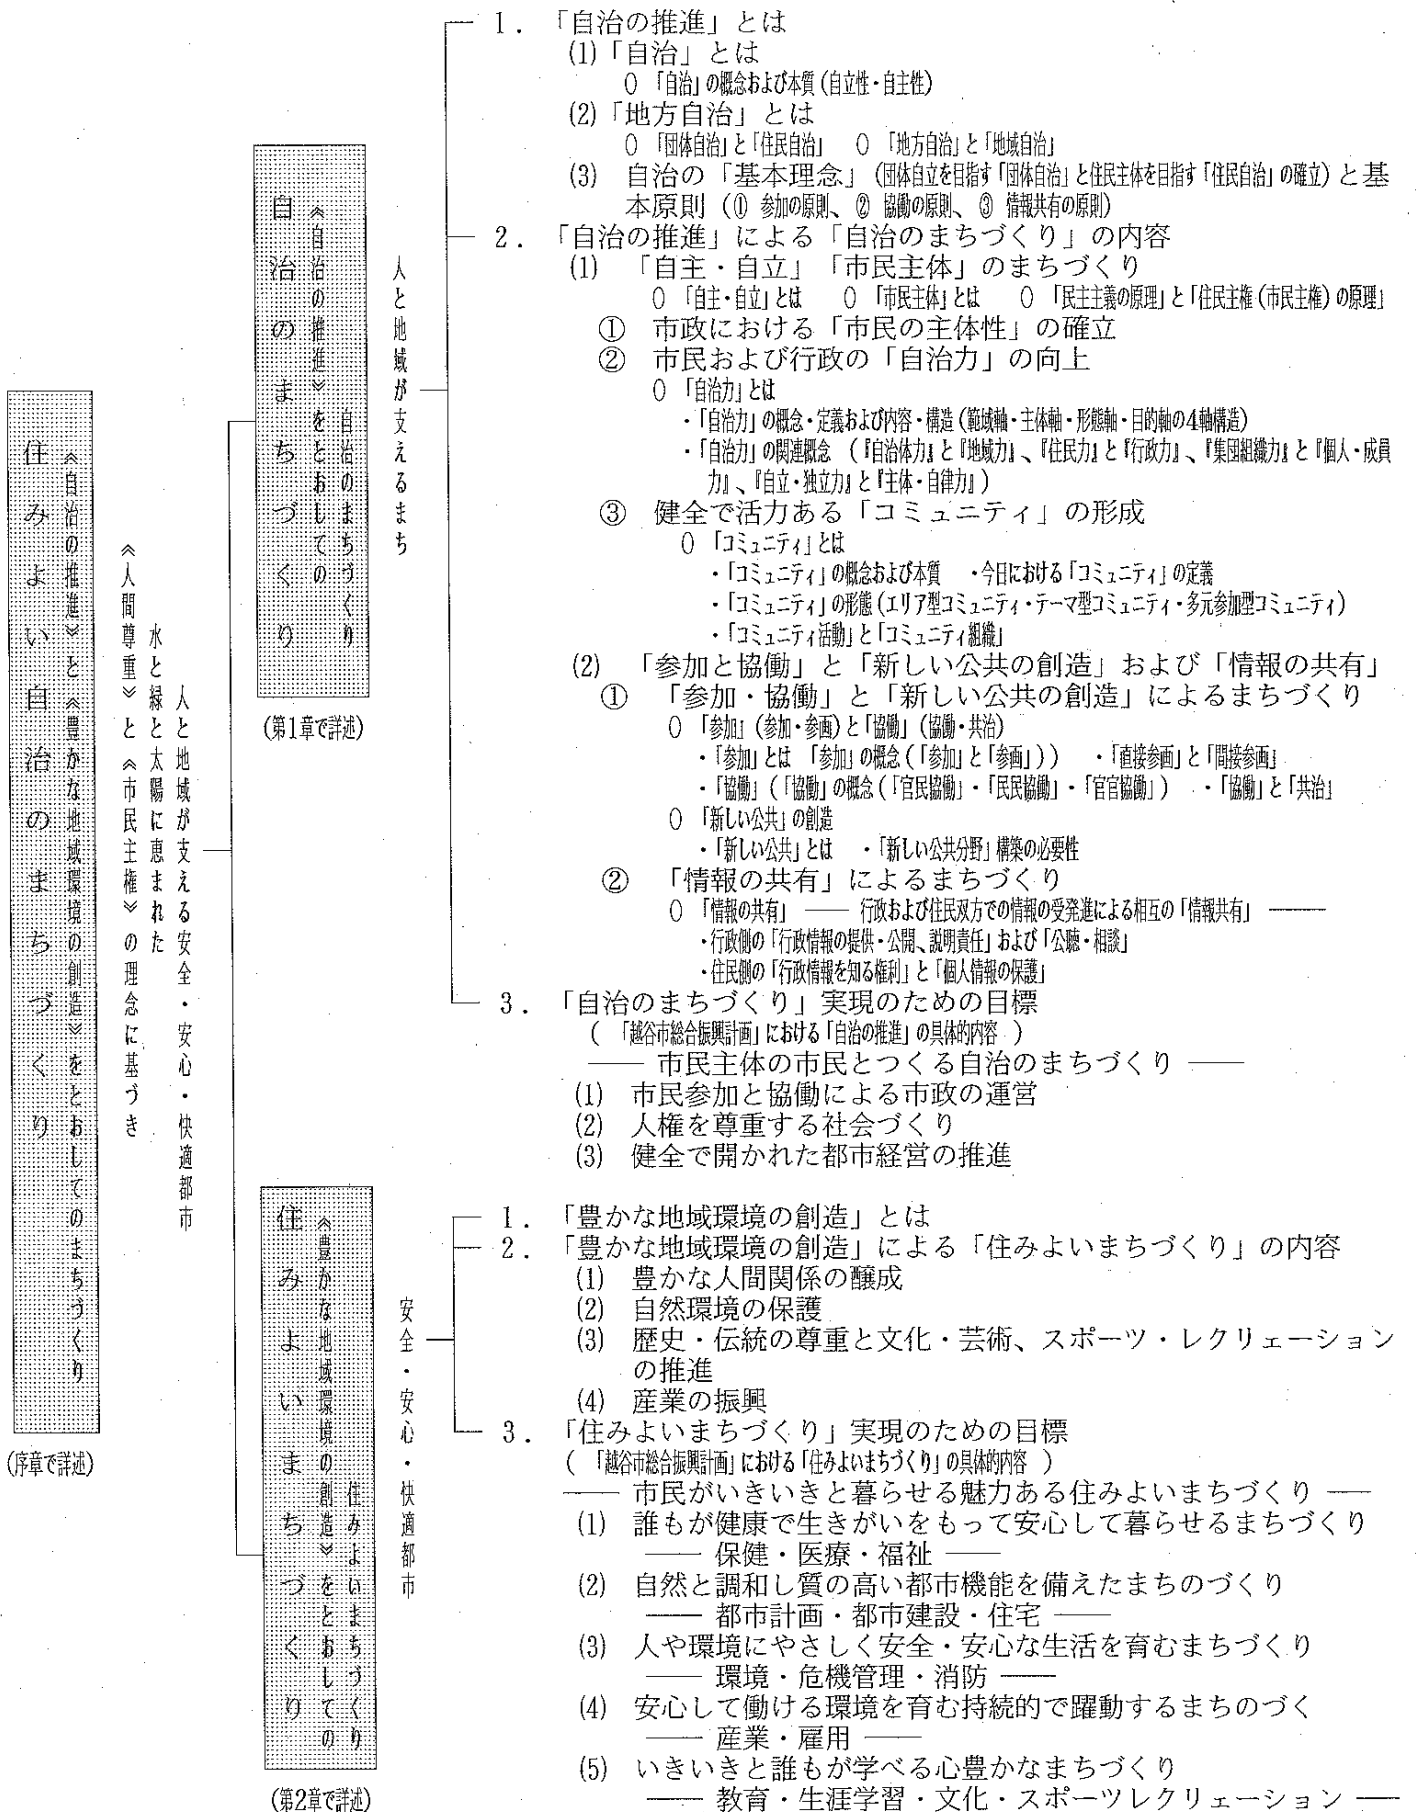 住みよい自治のまちづくり
《自治の推進》と《豊かな地域環境の創造》をとおしてのまちづくり
(序章で詳述)
《人間尊重》と《市民主権》の理念に基づき
水と緑と太陽に恵まれた
人と地域が支える安全・安心・快適都市
自治のまちづくり
《自治の推進》をとおしての
自治のまちづくり
(第1章で詳述)
人と地域が支えるまち
1. 「自治の推進」とは
(1)「自治」とは
○ 「自治」の概念および本質(自立性・自主性)
(2)「地方自治」とは
○ 「団体自治」と「住民自治」 ○ 「地方自治」と「地域自治」
(3) 自治の「基本理念」(団体自立を目指す「団体自治」と住民主体を目指す「住民自治」の確立)と基
本原則(① 参加の原則、② 協働の原則、③ 情報共有の原則)
2. 「自治の推進」による「自治のまちづくり」の内容
(1) 「自主・自立」「市民主体」のまちづくり
○ 「自主・自立」とは ○ 「市民主体」とは ○ 「民主主義の原理」と「住民主権(市民主権)の原理」
① 市政における「市民の主体性」の確立
② 市民および行政の「自治力」の向上
○ 「自治力」とは
・「自治力」の概念・定義および内容・構造(範域軸・主体軸・形態軸・目的軸の4軸構造)
・「自治力」の関連概念 (『自治体力』と『地域力』、『住民力』と『行政力』、『集団組織力』と『個人・成員
力』、『自立・独立力』と『主体・自律力』)
③ 健全で活力ある「コミュニティ」の形成
○ 「コミュニティ」とは
・「コミュニティ」の概念および本質 ・今日における「コミュニティ」の定義
・「コミュニティ」の形態(エリア型コミュニティ・テーマ型コミュニティ・多元参加型コミュニティ)
・「コミュニティ活動」と「コミュニティ組織」
(2) 「参加と協働」と「新しい公共の創造」および「情報の共有」
① 「参加・協働」と「新しい公共の創造」によるまちづくり
○ 「参加」(参加・参画)と「協働」(協働・共治)
・「参加」とは 「参加」の概念(「参加」と「参画」)) ・「直接参画」と「間接参画」
・「協働」(「協働」の概念(「官民協働」・「民民協働」・「官官協働」) ・「協働」と「共治」
○ 「新しい公共」の創造
・「新しい公共」とは ・「新しい公共分野」構築の必要性
② 「情報の共有」によるまちづくり
○ 「情報の共有」 ―― 行政および住民双方での情報の受発進による相互の「情報共有」 ――
・行政側の「行政情報の提供・公開、説明責任」および「公聴・相談」
・住民側の「行政情報を知る権利」と「個人情報の保護」
3. 「自治のまちづくり」実現のための目標
( 「越谷市総合振興計画」における「自治の推進」の具体的内容 )
―― 市民主体の市民とつくる自治のまちづくり ――
(1) 市民参加と協働による市政の運営
(2) 人権を尊重する社会づくり
(3) 健全で開かれた都市経営の推進
住みよいまちづくり
《豊かな地域環境の創造》をとおしての
住みよいまちづくり
(第2章で詳述)
安全・安心・快適都市
1. 「豊かな地域環境の創造」とは
2. 「豊かな地域環境の創造」による「住みよいまちづくり」の内容
(1) 豊かな人間関係の醸成
(2) 自然環境の保護
(3) 歴史・伝統の尊重と文化・芸術、スポーツ・レクリェーション
の推進
(4) 産業の振興
3. 「住みよいまちづくり」実現のための目標
( 「越谷市総合振興計画」における「住みよいまちづくり」の具体的内容 )
―― 市民がいきいきと暮らせる魅力ある住みよいまちづくり ――
(1) 誰もが健康で生きがいをもって安心して暮らせるまちづくり
―― 保健・医療・福祉 ――
(2) 自然と調和し質の高い都市機能を備えたまちのづくり
―― 都市計画・都市建設・住宅 ――
(3) 人や環境にやさしく安全・安心な生活を育むまちづくり
―― 環境・危機管理・消防 ――
(4) 安心して働ける環境を育む持続的で躍動するまちのづく
―― 産業・雇用 ――
(5) いきいきと誰もが学べる心豊かなまちづくり
―― 教育・生涯学習・文化・スポーツレクリェーション ――